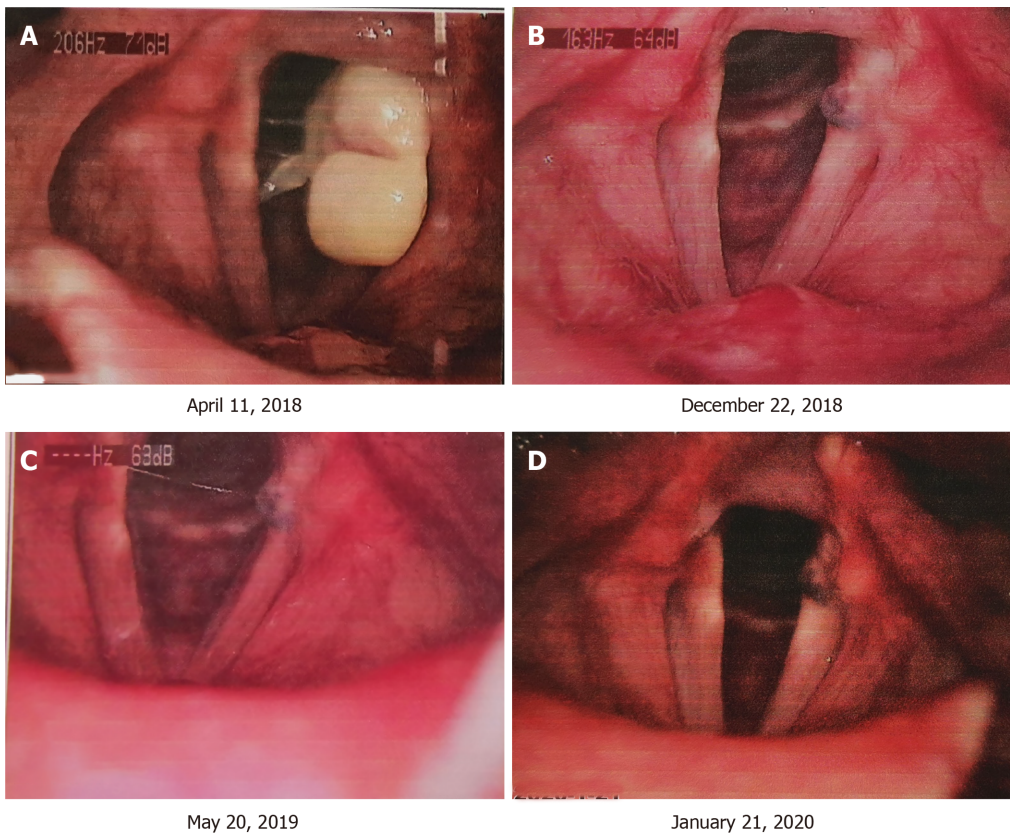 A
206Hz 71dB
B
163Hz 64dB
April 11, 2018
December 22, 2018
C
----Hz 63dB
D
May 20, 2019
January 21, 2020